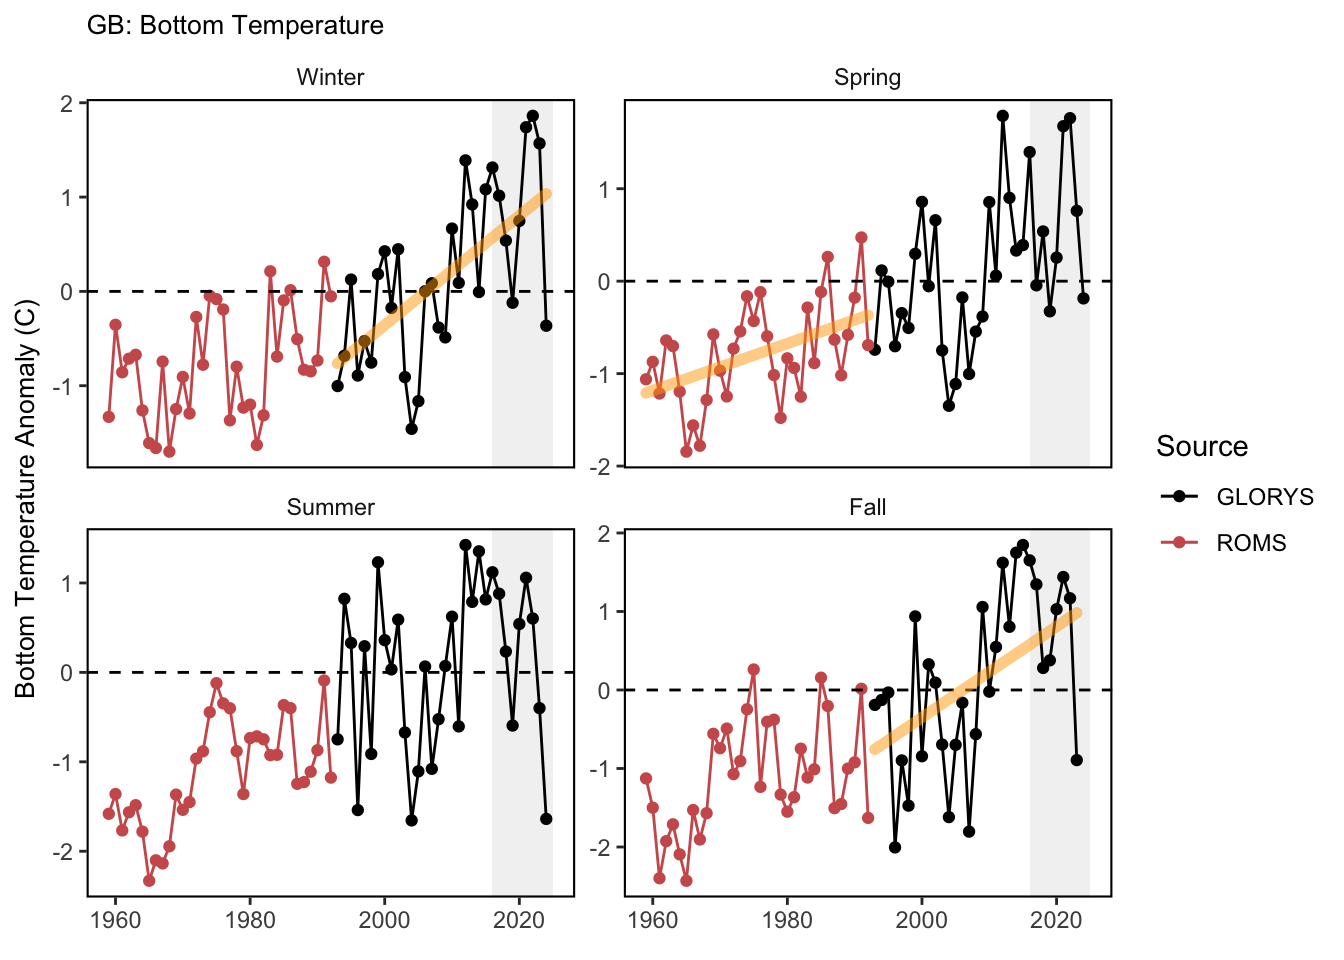 GB: Bottom Temperature
Winter
Spring
2
1
0
-1
1
0
-1
-2
Bottom Temperature Anomaly (C)
Summer
Fall
1
0
-1
-2
2
1
0
-1
-2
1960 1980 2000 2020
1960 1980 2000 2020
Source
GLORYS
ROMS